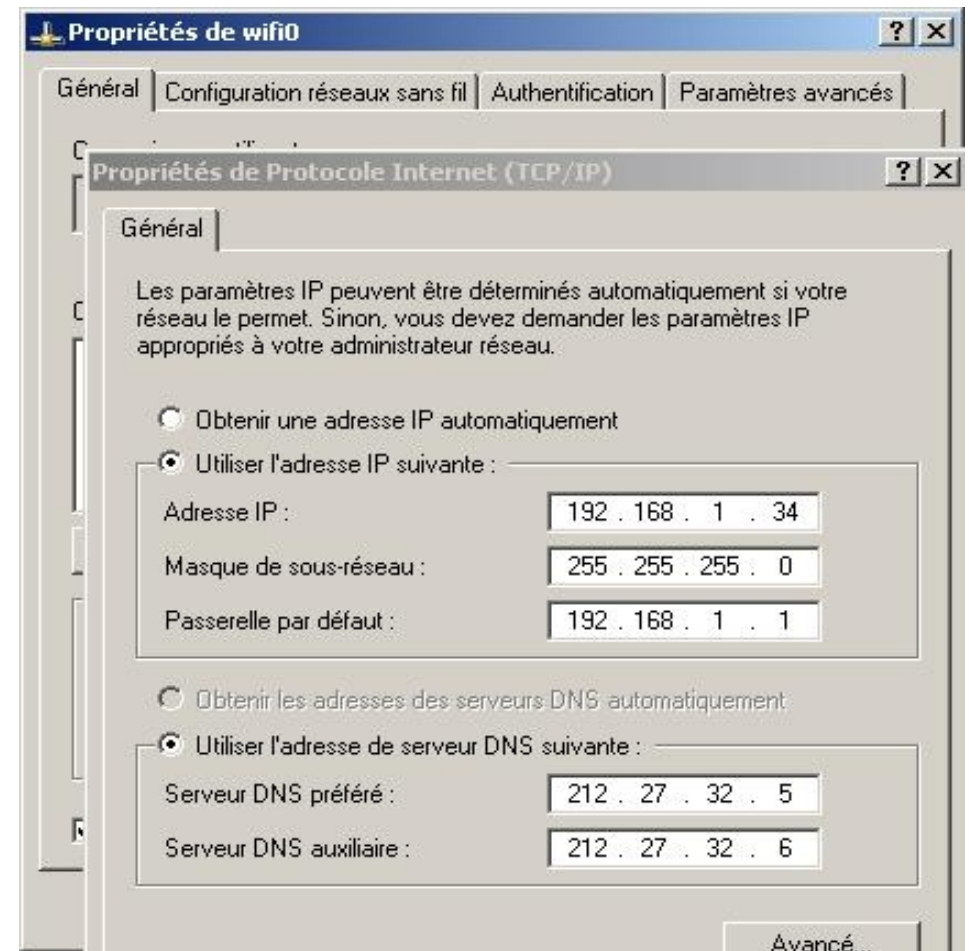 Propriétés de wifi0
Général Configuration réseaux sans fil Authentification Paramètres avancés
Propriétés de Protocole Internet (TCP/IP)
Général
Les paramètres IP peuvent être déterminés automatiquement si votre
réseau le permet. Sinon, vous devez demander les paramètres IP
appropriés à votre administrateur réseau.
Obtenir une adresse IP automatiquement
Utiliser l'adresse IP suivante :
Adresse IP : 192 . 168 . 1 . 34
Masque de sous-réseau : 255 . 255 . 255 . 0
Passerelle par défaut : 192 . 168 . 1 . 1
Obtenir les adresses des serveurs DNS automatiquement
Utiliser l'adresse de serveur DNS suivante :
Serveur DNS préféré : 212 . 27 . 32 . 5
Serveur DNS auxiliaire : 212 . 27 . 32 . 6
Avancé...